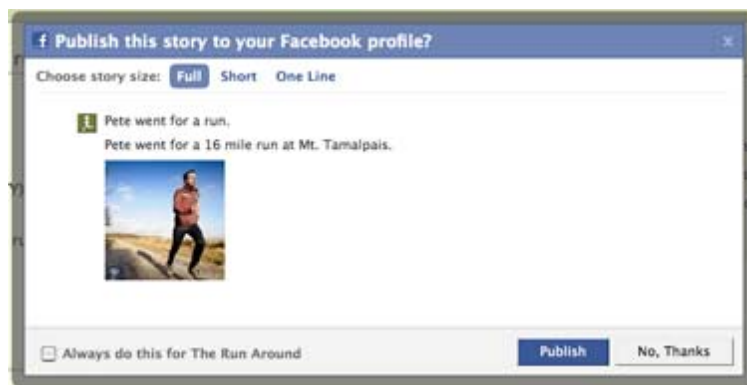 f Publish this story to your Facebook profile? x
Choose story size: Full Short One Line
Pete went for a run.
Pete went for a 16 mile run at Mt. Tamalpais.
Always do this for The Run Around
Publish No, Thanks